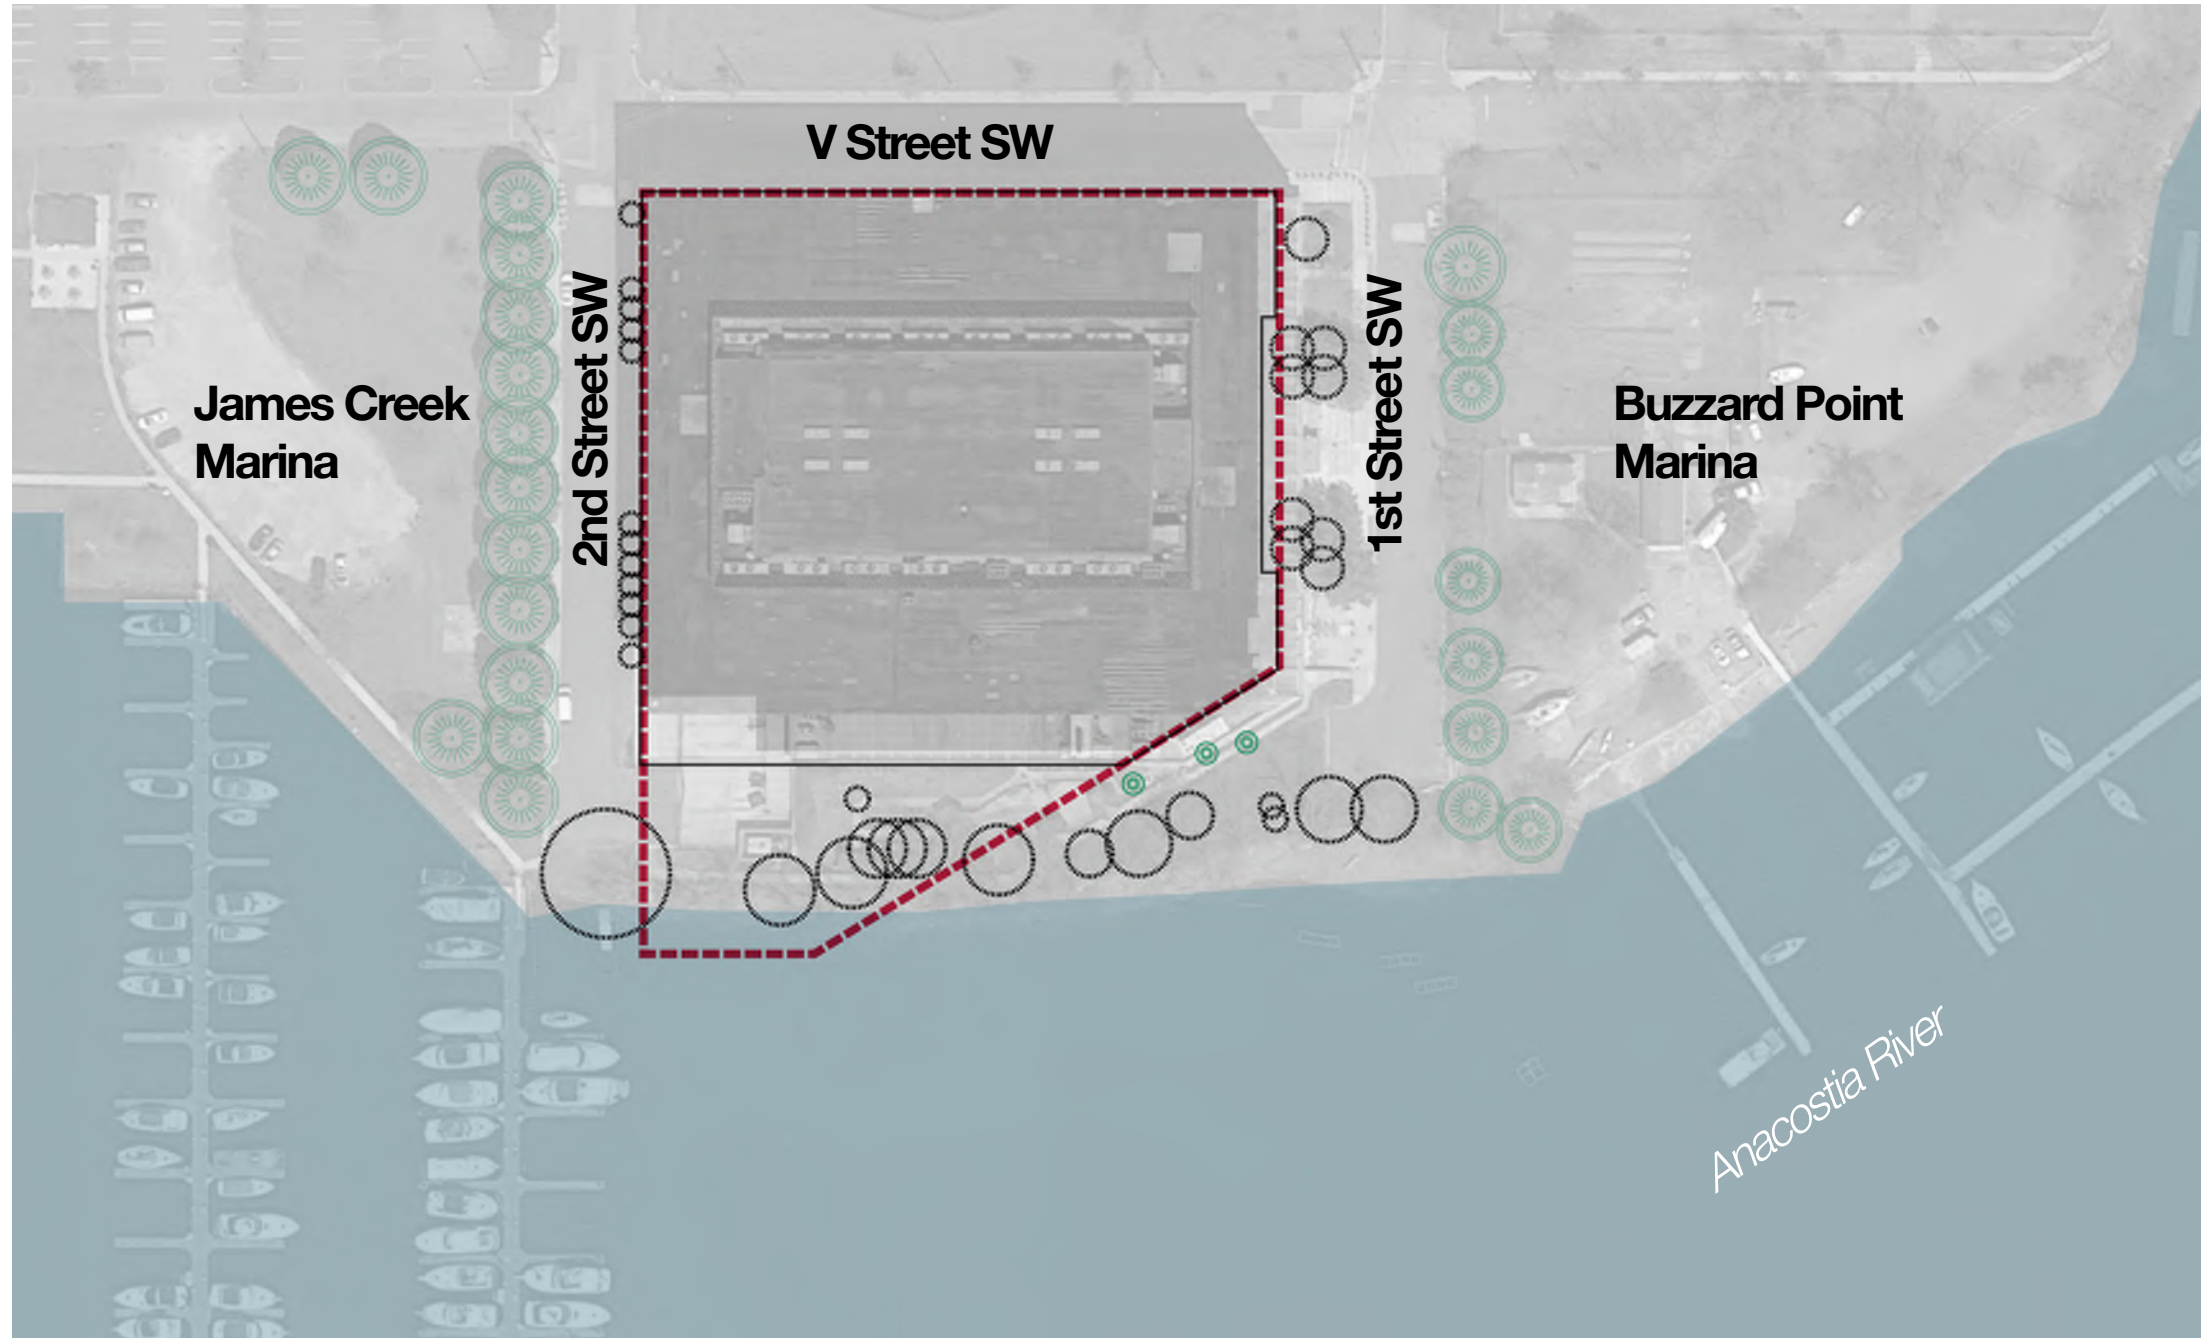 V Street SW
2nd Street SW
1st Street SW
James Creek
Marina
Buzzard Point
Marina
Anacostia River